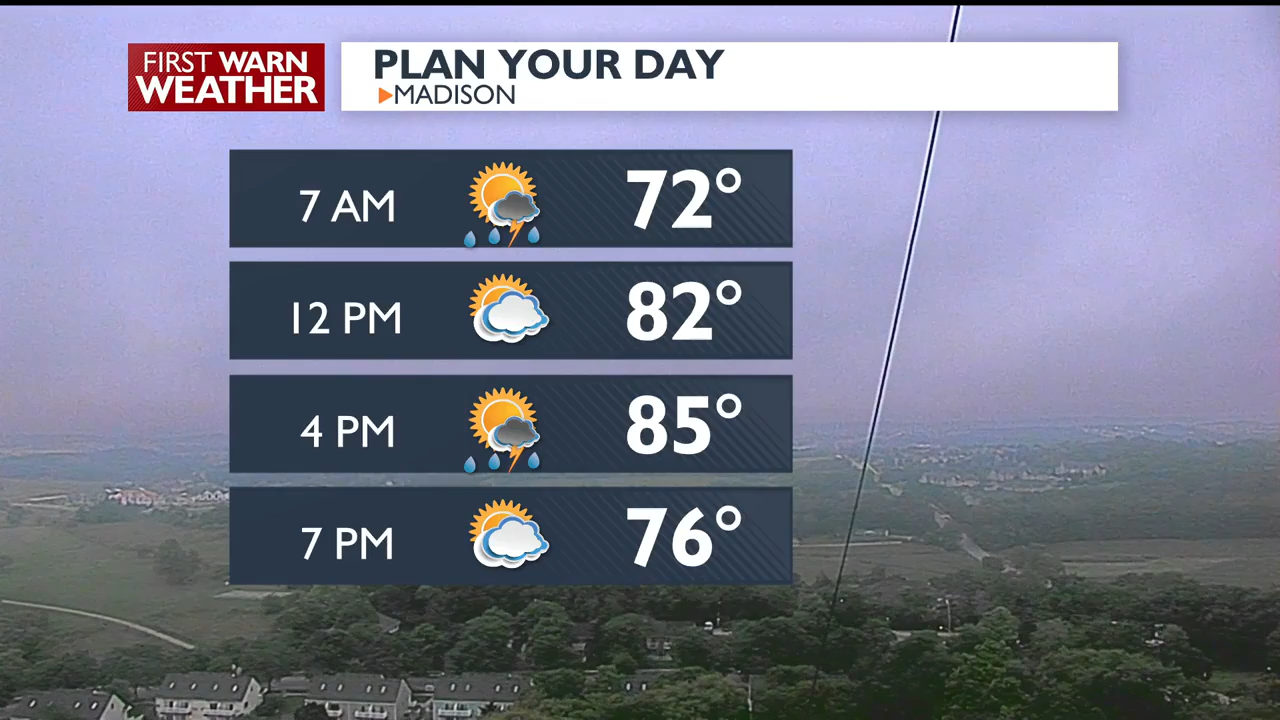 FIRST WARN
WEATHER
PLAN YOUR DAY
MADISON
7 AM 72°
12 PM 82°
4 PM 85°
7 PM 76°